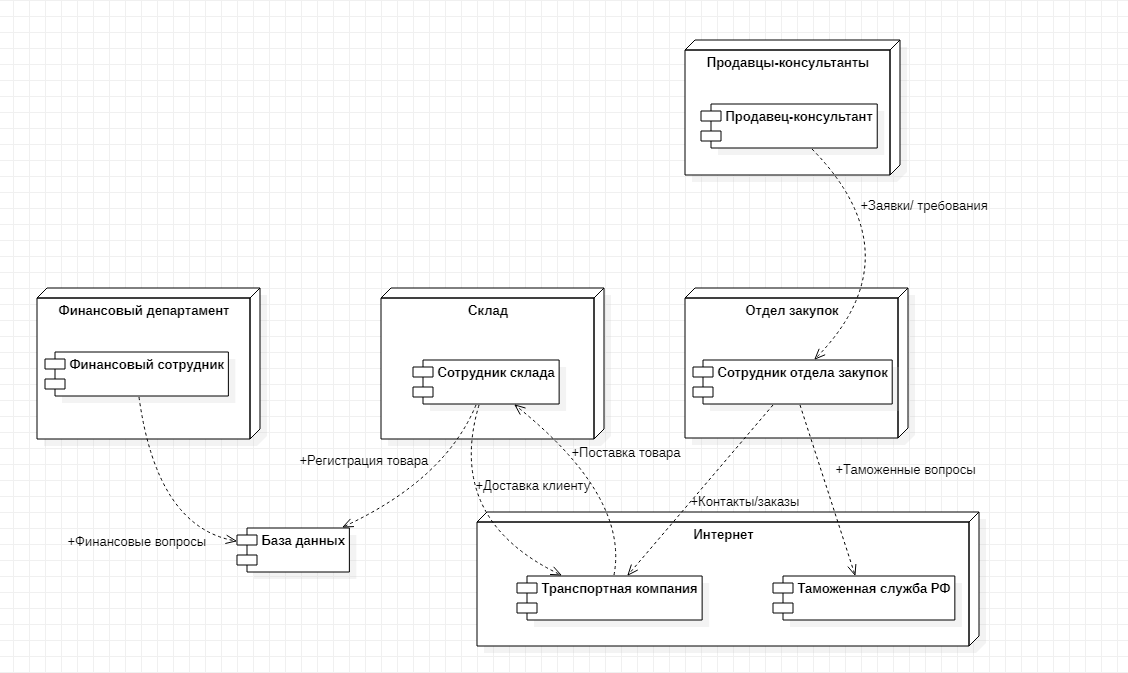 Продавцы-консультанты
Продавец-консультант
+Заявки/ требования
Финансовый департамент
Финансовый сотрудник
Склад
Сотрудник склада
Отдел закупок
Сотрудник отдела закупок
+Регистрация товара
+Поставка товара
+Доставка клиенту
+Таможенные вопросы
+Контакты/заказы
+Финансовые вопросы
База данных
Интернет
Транспортная компания
Таможенная служба РФ